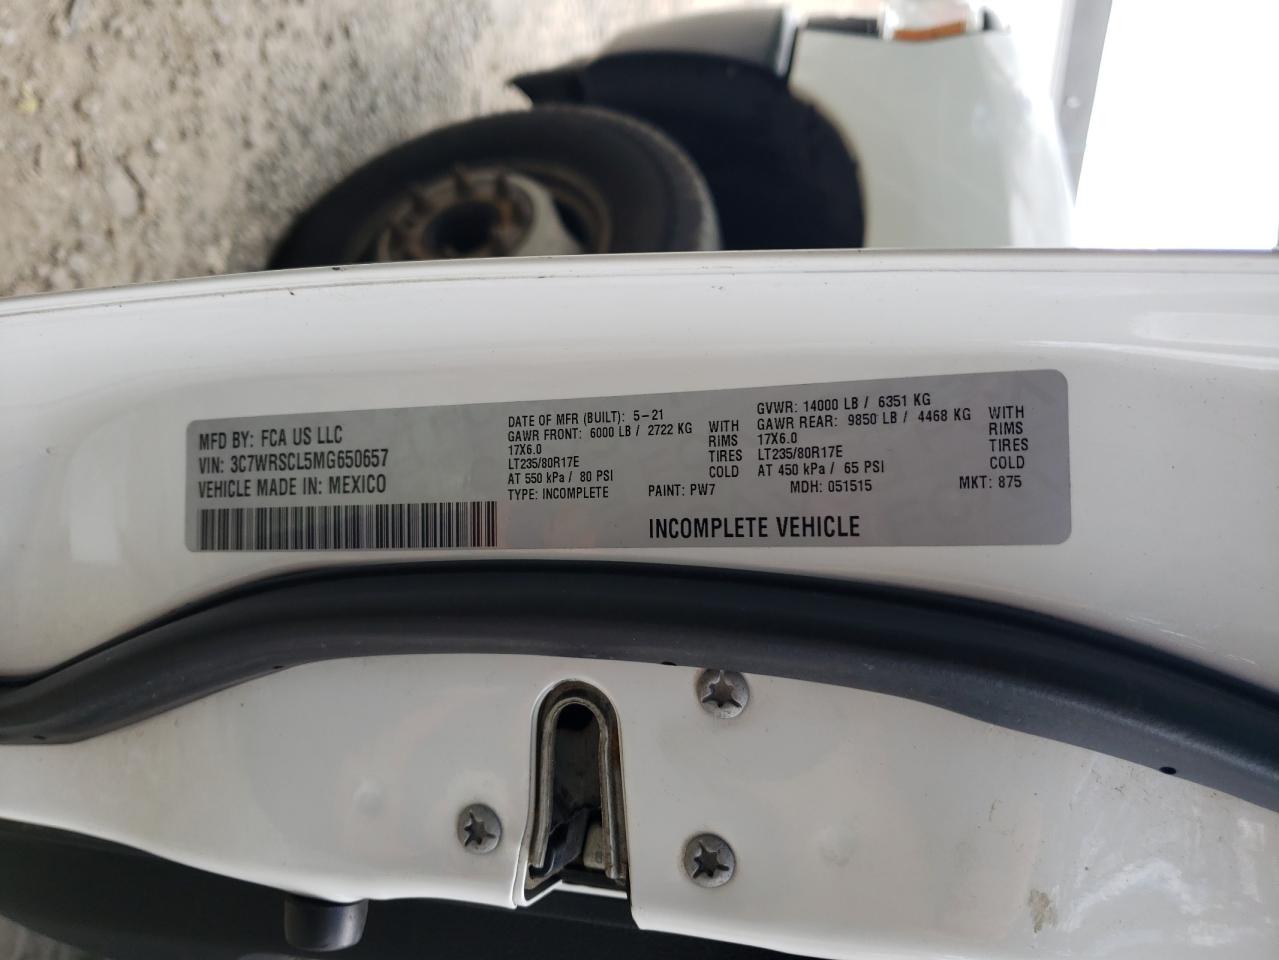 MFD BY: FCA US LLC
VIN: 3C7WRSCL5MG650657
VEHICLE MADE IN: MEXICO
DATE OF MFR (BUILT): 5-21
GAWR FRONT: 6000 LB / 2722 KG WITH
17X6.0 RIMS
LT235/80R17E TIRES
AT 550 kPa / 80 PSI COLD
TYPE: INCOMPLETE PAINT: PW7
GVWR: 14000 LB / 6351 KG
GAWR REAR: 9850 LB / 4468 KG WITH
17X6.0 RIMS
LT235/80R17E TIRES
AT 450 kPa / 65 PSI COLD
MDH: 051515 MKT: 875
INCOMPLETE VEHICLE